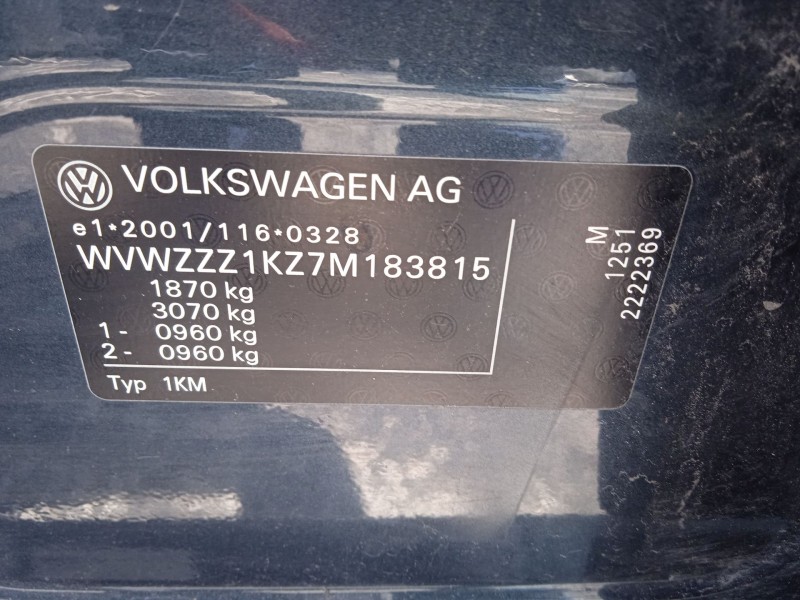 VOLKSWAGEN AG
e1*2001/116*0328
WVWZZZ1KZ7M183815
1870 kg
3070 kg
1- 0960 kg
2- 0960 kg
Typ 1KM
M
1251
2222369